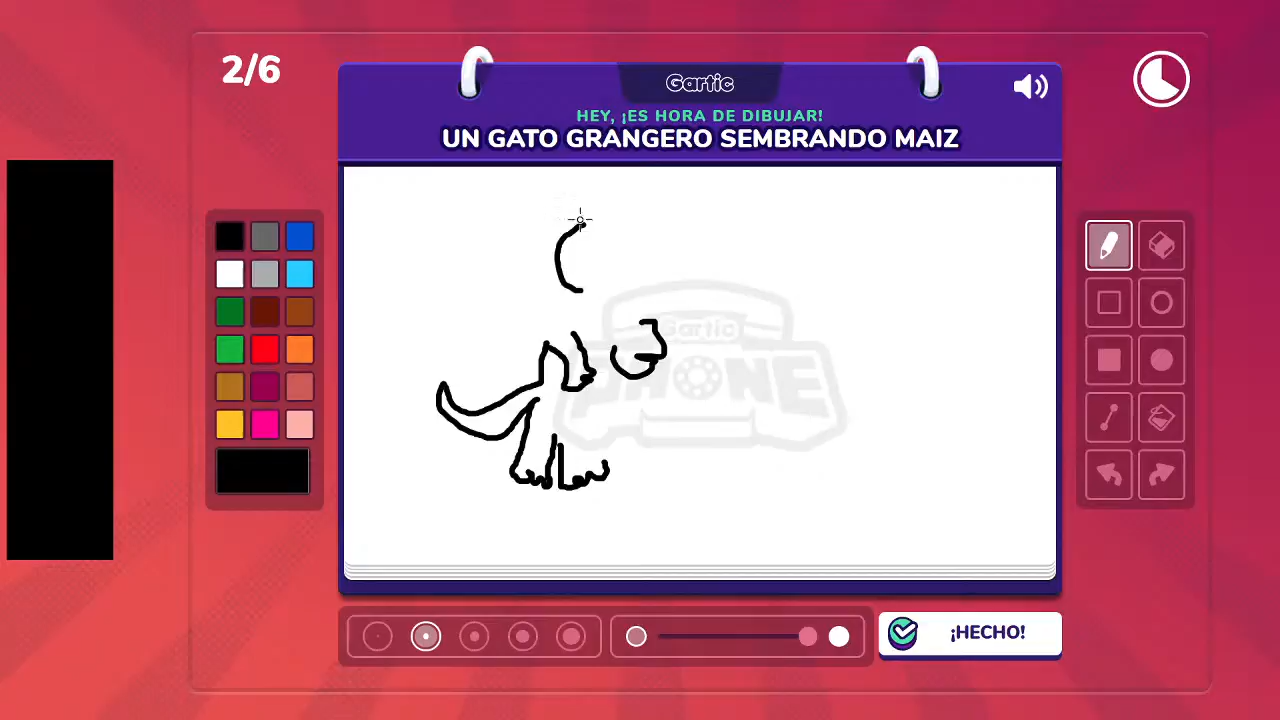 2/6
Gartic
HEY, ¡ES HORA DE DIBUJAR!
UN GATO GRANGERO SEMBRANDO MAIZ
Gartic
PHONE
¡HECHO!